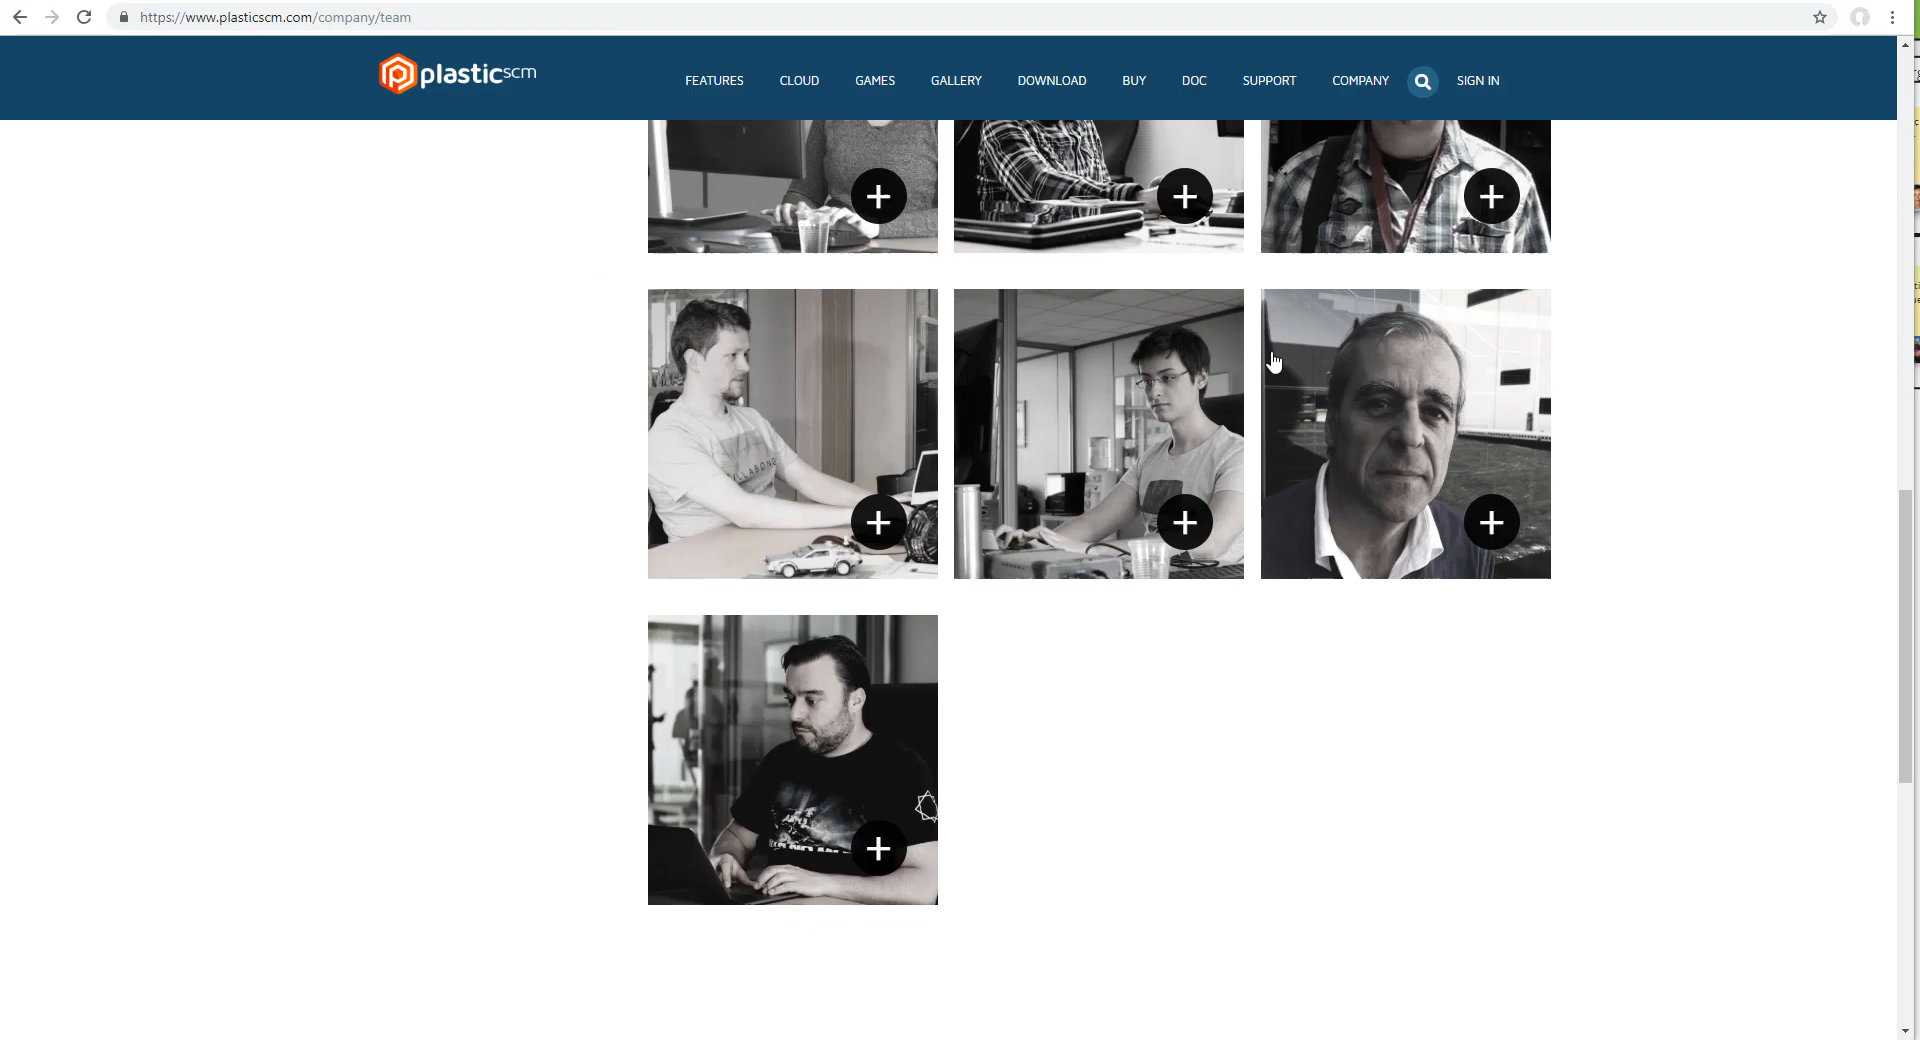 https://www.plasticscm.com/company/team
plasticscm
FEATURES CLOUD GAMES GALLERY DOWNLOAD BUY DOC SUPPORT COMPANY SIGN IN